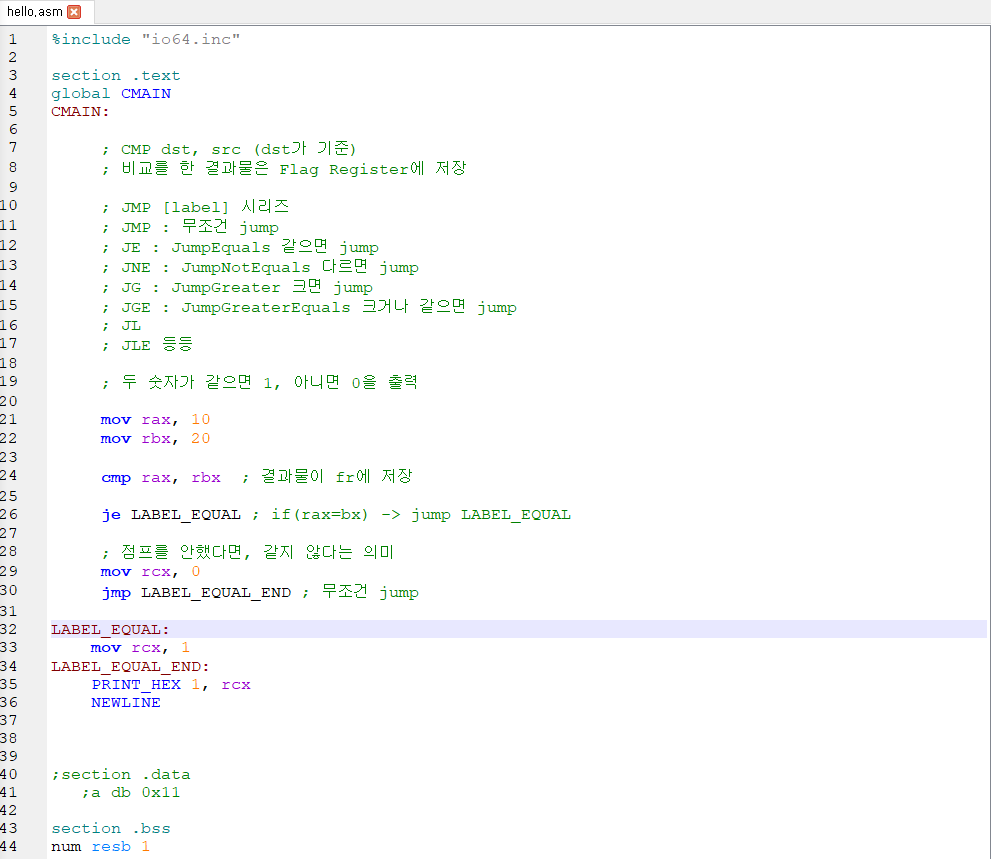 hello.asm
1 %include "io64.inc"
2
3 section .text
4 global CMAIN
5 CMAIN:
6
7 ; CMP dst, src (dst가 기준)
8 ; 비교를 한 결과물은 Flag Register에 저장
9
10 ; JMP [label] 시리즈
11 ; JMP : 무조건 jump
12 ; JE : JumpEquals 같으면 jump
13 ; JNE : JumpNotEquals 다르면 jump
14 ; JG : JumpGreater 크면 jump
15 ; JGE : JumpGreaterEquals 크거나 같으면 jump
16 ; JL
17 ; JLE 등등
18
19 ; 두 숫자가 같으면 1, 아니면 0을 출력
20
21 mov rax, 10
22 mov rbx, 20
23
24 cmp rax, rbx ; 결과물이 fr에 저장
25
26 je LABEL_EQUAL ; if(rax=bx) -> jump LABEL_EQUAL
27
28 ; 점프를 안했다면, 같지 않다는 의미
29 mov rcx, 0
30 jmp LABEL_EQUAL_END ; 무조건 jump
31
32 LABEL_EQUAL:
33 mov rcx, 1
34 LABEL_EQUAL_END:
35 PRINT_HEX 1, rcx
36 NEWLINE
37
38
39
40 ;section .data
41 ;a db 0x11
42
43 section .bss
44 num resb 1